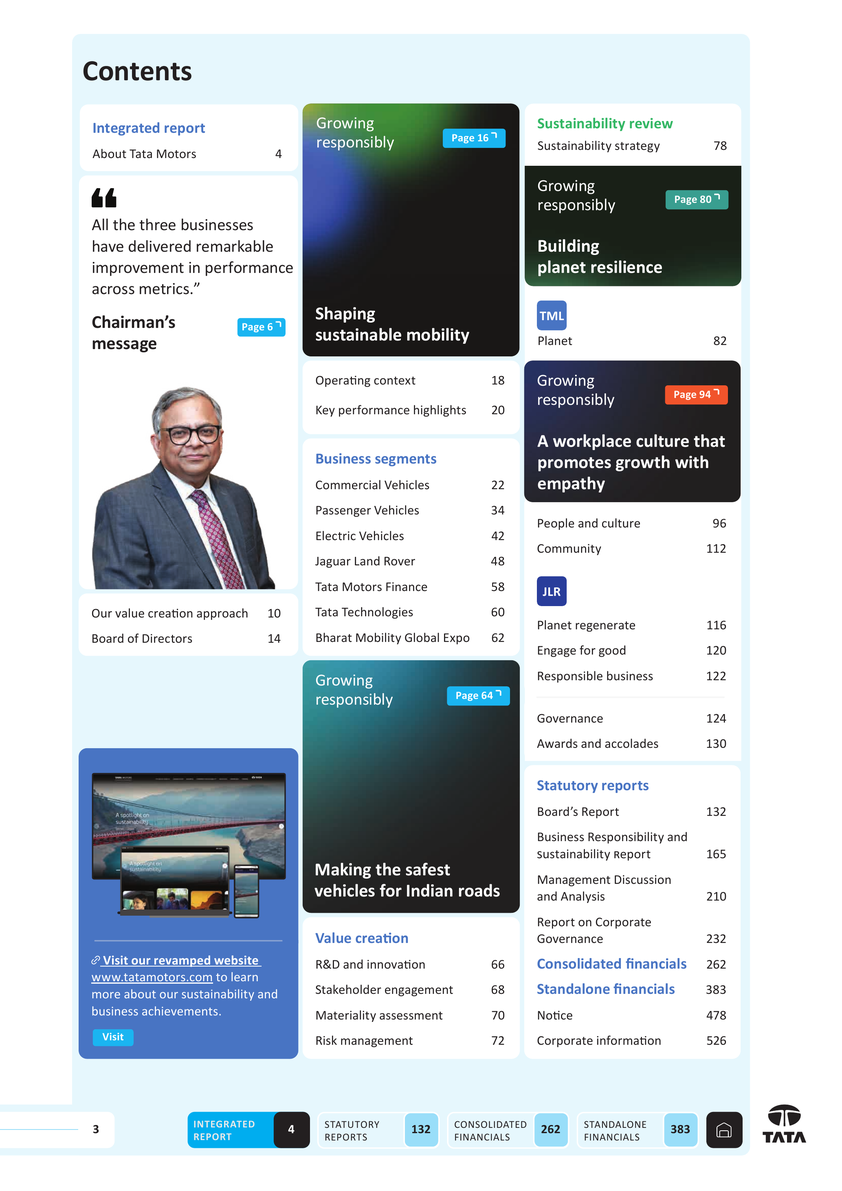 Contents
Integrated report
About Tata Motors 4
All the three businesses
have delivered remarkable
improvement in performance
across metrics.”
Chairman’s
message
Page 6
Our value creation approach 10
Board of Directors 14
A spotlight on
sustainability
A spotlight on
sustainability
Visit our revamped website
www.tatamotors.com to learn
more about our sustainability and
business achievements.
Visit
Growing
responsibly
Page 16
Shaping
sustainable mobility
Operating context 18
Key performance highlights 20
Business segments
Commercial Vehicles 22
Passenger Vehicles 34
Electric Vehicles 42
Jaguar Land Rover 48
Tata Motors Finance 58
Tata Technologies 60
Bharat Mobility Global Expo 62
Growing
responsibly
Page 64
Making the safest
vehicles for Indian roads
Value creation
R&D and innovation 66
Stakeholder engagement 68
Materiality assessment 70
Risk management 72
Sustainability review
Sustainability strategy 78
Growing
responsibly
Page 80
Building
planet resilience
TML
Planet 82
Growing
responsibly
Page 94
A workplace culture that
promotes growth with
empathy
People and culture 96
Community 112
JLR
Planet regenerate 116
Engage for good 120
Responsible business 122
Governance 124
Awards and accolades 130
Statutory reports
Board’s Report 132
Business Responsibility and
Sustainability Report 165
Management Discussion
and Analysis 210
Report on Corporate
Governance 232
Consolidated financials 262
Standalone financials 383
Notice 478
Corporate information 526
3
INTEGRATED
REPORT
4
STATUTORY
REPORTS
132
CONSOLIDATED
FINANCIALS
262
STANDALONE
FINANCIALS
383
TATA